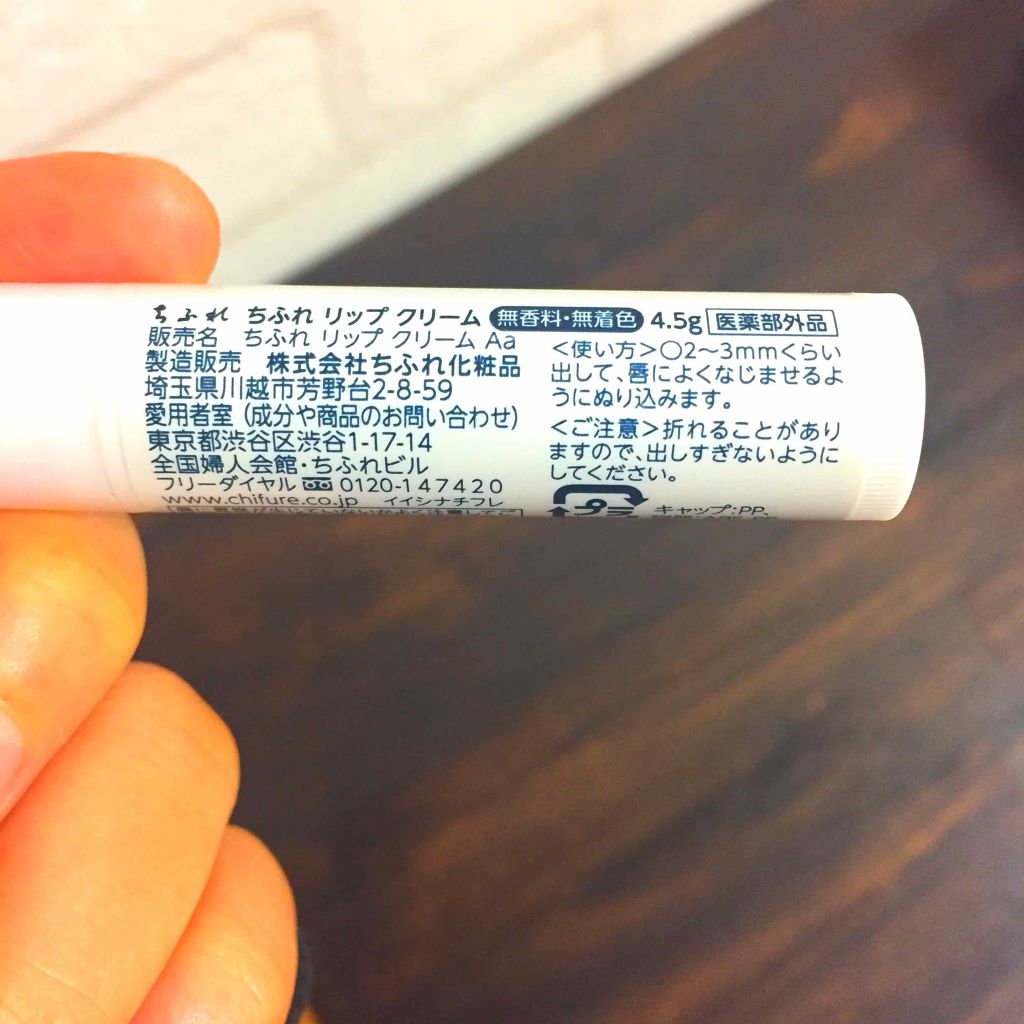 ちふれ ちふれ リップ クリーム 無香料・無着色 4.5g 医薬部外品
販売名 ちふれ リップ クリーム Aa
製造販売 株式会社ちふれ化粧品
埼玉県川越市芳野台2-8-59
愛用者室（成分や商品のお問い合わせ）
東京都渋谷区渋谷1-17-14
全国婦人会館・ちふれビル
フリーダイヤル 0120-147420
www.chifure.co.jp イイシナチフレ
＜使い方＞○2～3mmくらい
出して、唇によくなじませるよ
うにぬり込みます。
＜ご注意＞折れることがあり
ますので、出しすぎないように
してください。
プラ
キャップ:PP